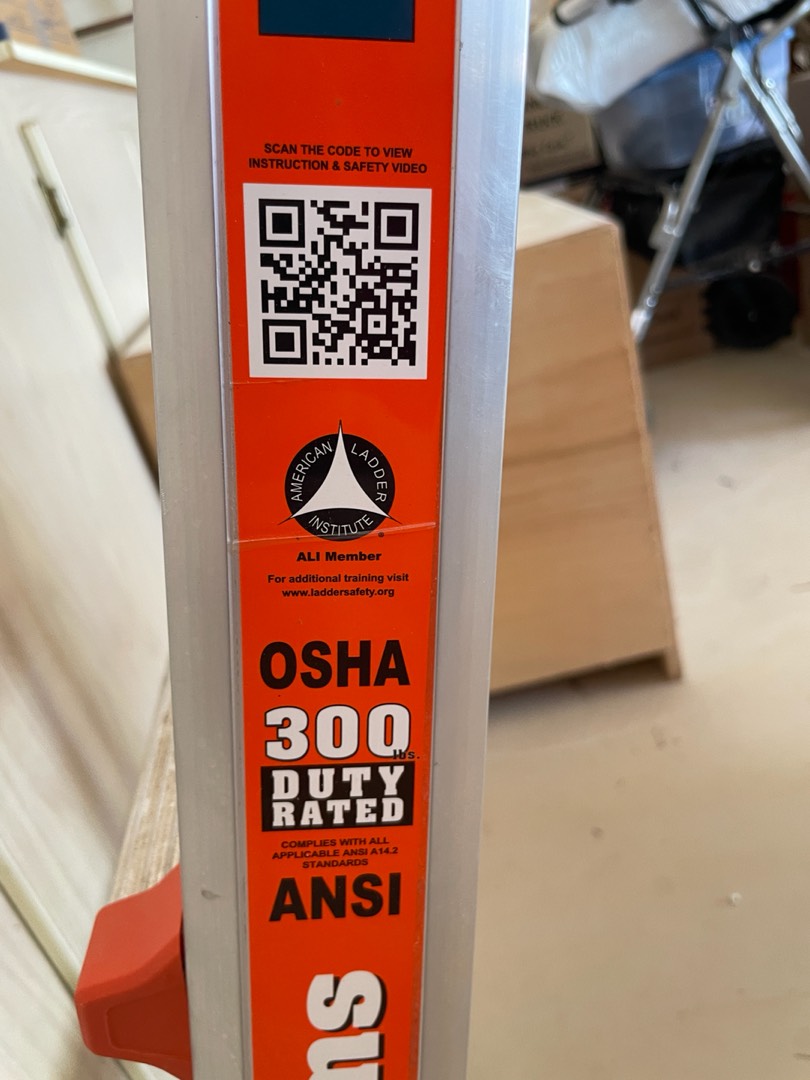 SCAN THE CODE TO VIEW
INSTRUCTION & SAFETY VIDEO
AMERICAN LADDER INSTITUTE
ALI Member
For additional training visit
www.laddersafety.org
OSHA
300
lbs.
DUTY
RATED
COMPLIES WITH ALL
APPLICABLE ANSI A14.2
STANDARDS
ANSI
ms